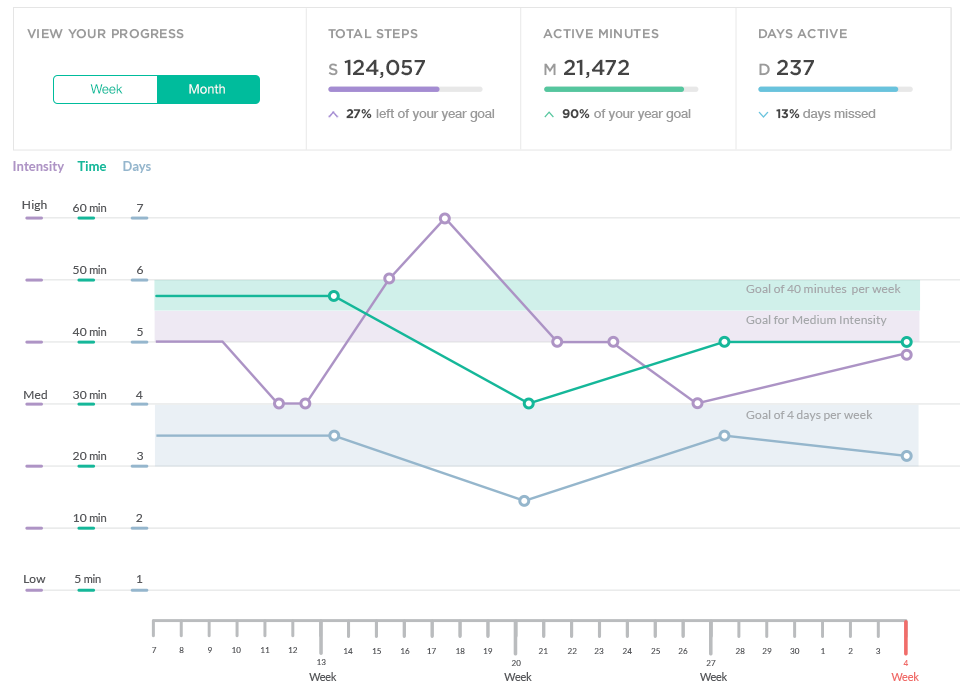 VIEW YOUR PROGRESS
Week Month
TOTAL STEPS
S 124,057
27% left of your year goal
ACTIVE MINUTES
M 21,472
90% of your year goal
DAYS ACTIVE
D 237
13% days missed
Intensity Time Days
High 60 min 7
50 min 6
Goal of 40 minutes per week
Goal for Medium Intensity
40 min 5
Med 30 min 4
Goal of 4 days per week
20 min 3
10 min 2
Low 5 min 1
7 8 9 10 11 12 13 14 15 16 17 18 19 20 21 22 23 24 25 26 27 28 29 30 1 2 3 4
Week Week Week Week